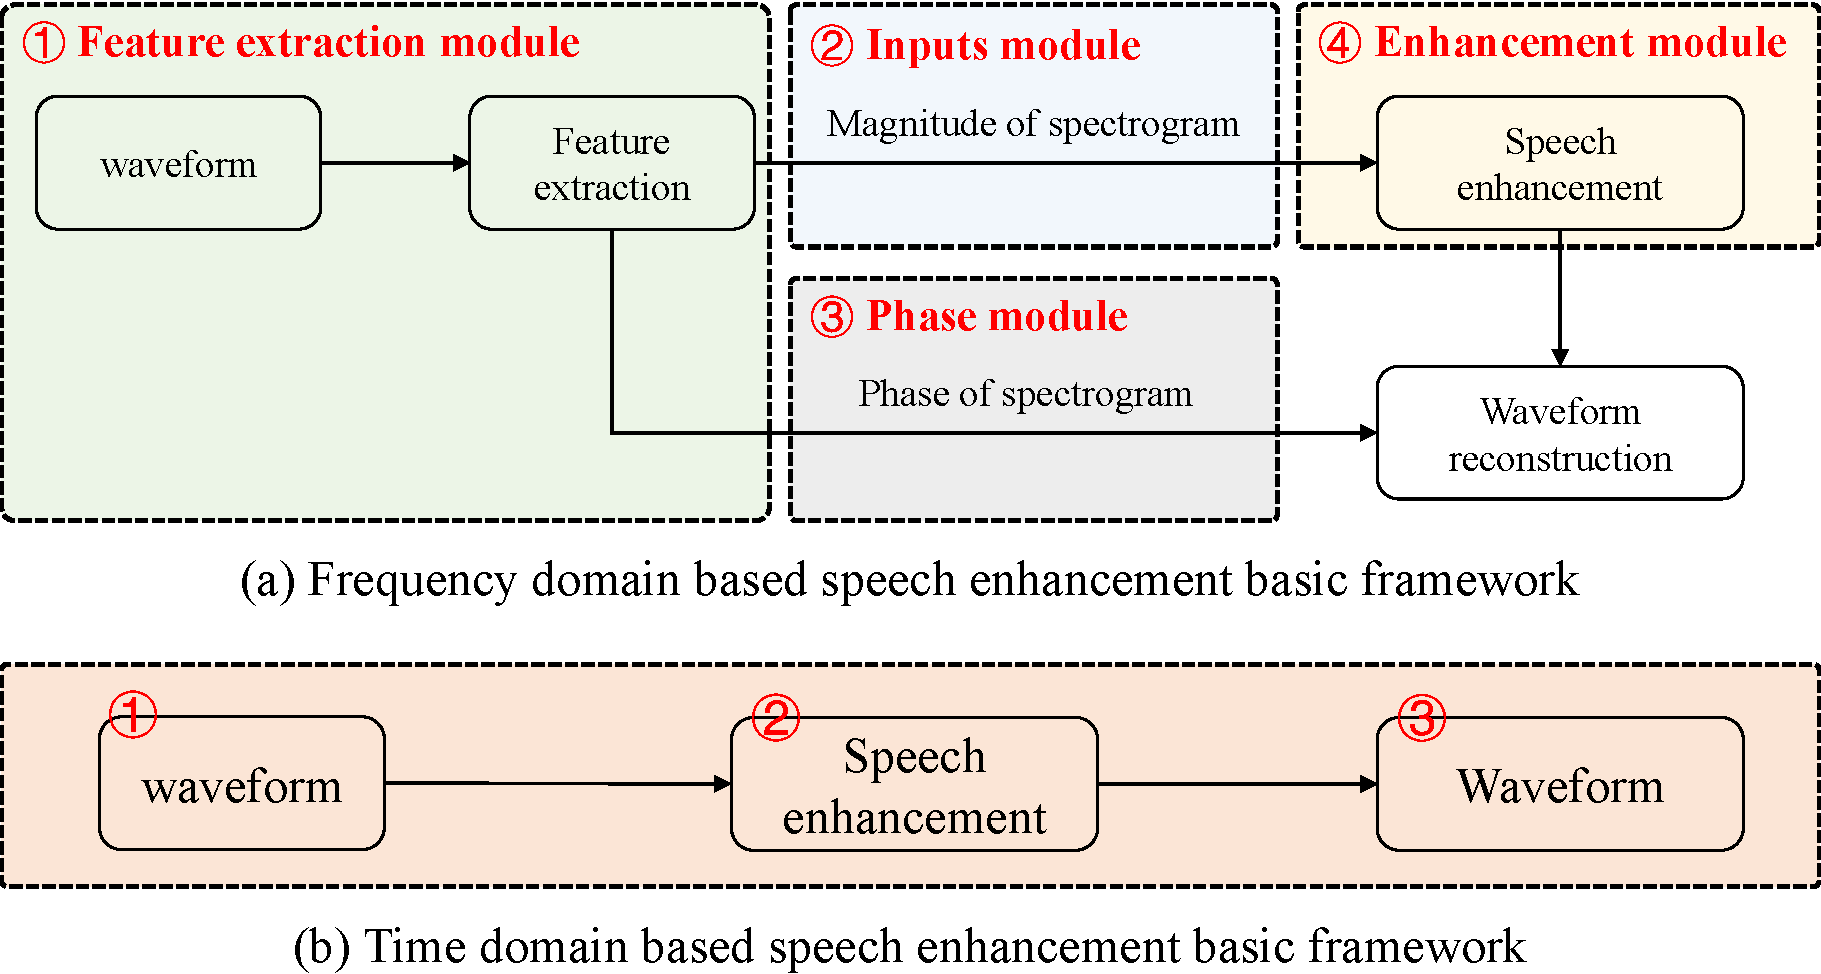 ① Feature extraction module
② Inputs module
④ Enhancement module
waveform
Feature
extraction
Magnitude of spectrogram
Speech
enhancement
③ Phase module
Phase of spectrogram
Waveform
reconstruction
(a) Frequency domain based speech enhancement basic framework
①
waveform
②
Speech
enhancement
③
Waveform
(b) Time domain based speech enhancement basic framework